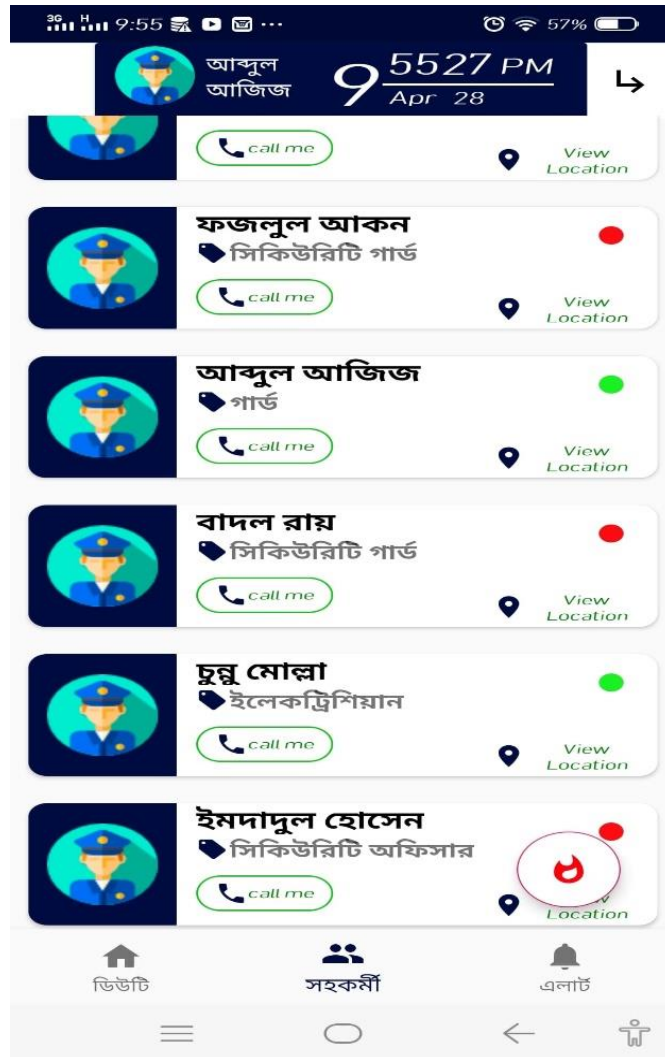 3G H 9:55 ... 57%
আব্দুল
আজিজ
9 5527 PM
Apr 28
call me
View
Location
ফজলুল আকন
সিকিউরিটি গার্ড
call me
View
Location
আব্দুল আজিজ
গার্ড
call me
View
Location
বাদল রায়
সিকিউরিটি গার্ড
call me
View
Location
চুন্নু মোল্লা
ইলেকট্রিশিয়ান
call me
View
Location
ইমদাদুল হোসেন
সিকিউরিটি অফিসার
call me
Location
ডিউটি সহকর্মী এলার্ট